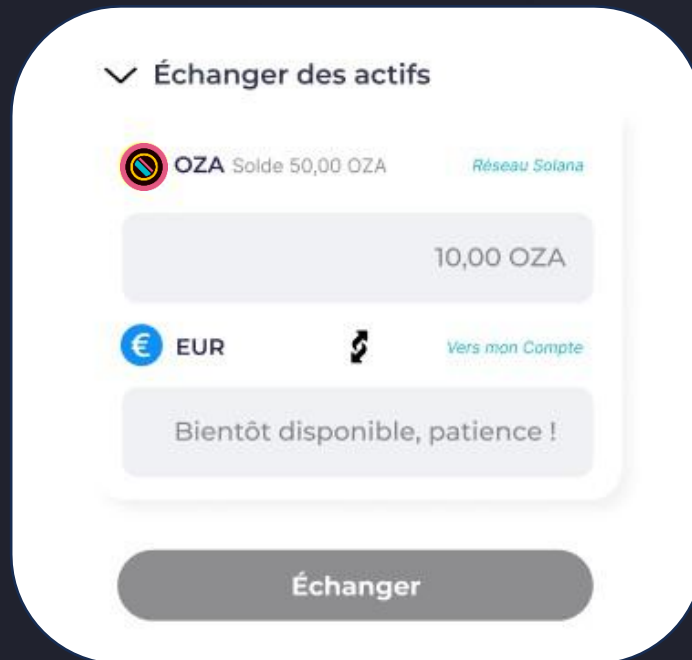 Échanger des actifs
OZA Solde 50,00 OZA Réseau Solana
10,00 OZA
€ EUR Vers mon Compte
Bientôt disponible, patience !
Échanger